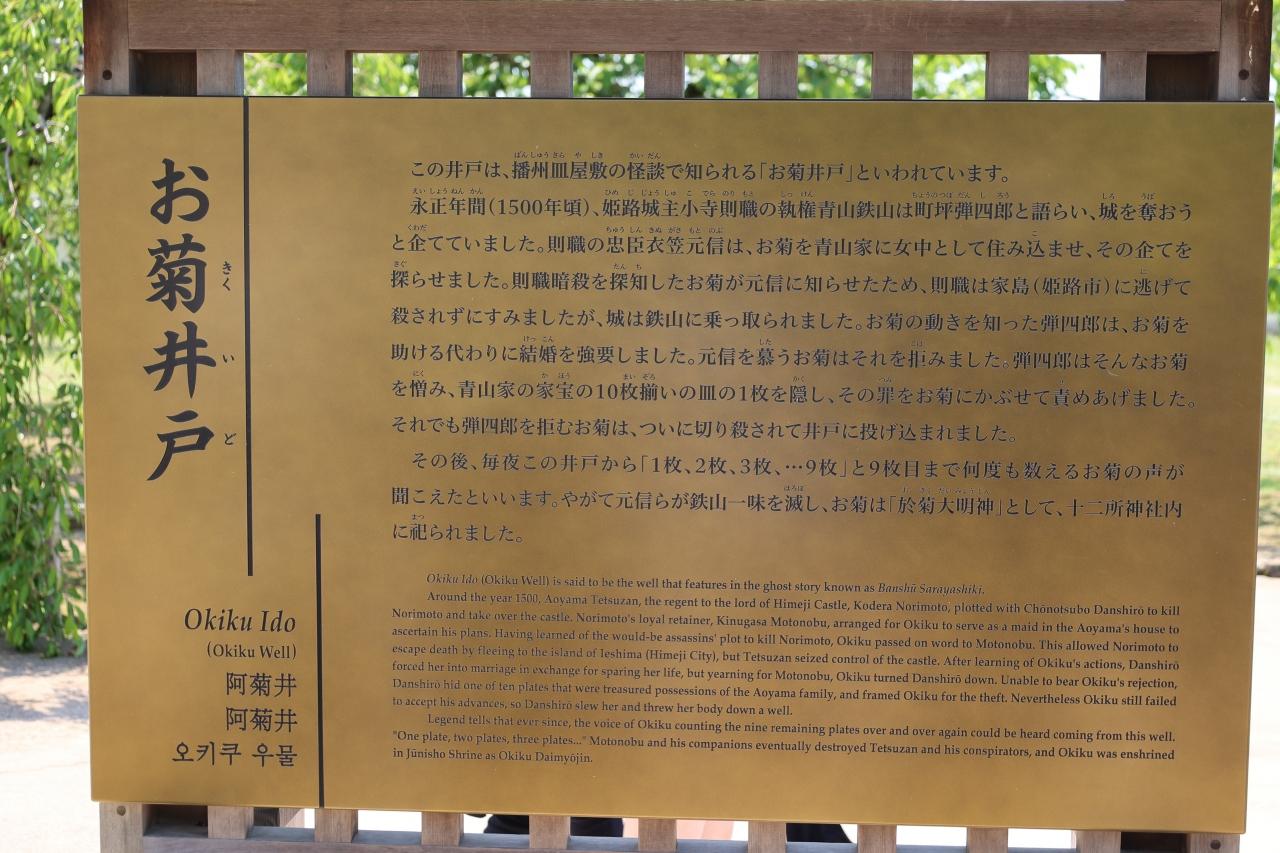 お菊井戸
きく
いど
Okiku Ido
(Okiku Well)
阿菊井
阿菊井
오키쿠 우물
この井戸は、播州皿屋敷の怪談で知られる「お菊井戸」といわれています。
永正年間(1500年頃)、姫路城主小寺則職の執権青山鉄山は町坪弾四郎と語らい、城を奪おう
と企てていました。則職の忠臣衣笠元信は、お菊を青山家に女中として住み込ませ、その企てを
探らせました。則職暗殺を探知したお菊が元信に知らせたため、則職は家島(姫路市)に逃げて
殺されずにすみましたが、城は鉄山に乗っ取られました。お菊の動きを知った弾四郎は、お菊を
助ける代わりに結婚を強要しました。元信を慕うお菊はそれを拒みました。弾四郎はそんなお菊
を憎み、青山家の家宝の10枚揃いの皿の1枚を隠し、その罪をお菊にかぶせて責めあげました。
それでも弾四郎を拒むお菊は、ついに切り殺されて井戸に投げ込まれました。
その後、毎夜この井戸から「1枚、2枚、3枚、…9枚」と9枚目まで何度も数えるお菊の声が
聞こえたといいます。やがて元信らが鉄山一味を滅し、お菊は「於菊大明神」として、十二所神社内
に祀られました。
Okiku Ido (Okiku Well) is said to be the well that features in the ghost story known as Banshū Sarayashiki.
Around the year 1500, Aoyama Tetsuzan, the regent to the lord of Himeji Castle, Kodera Norimoto, plotted with Chōnotsubo Danshirō to kill
Norimoto and take over the castle. Norimoto's loyal retainer, Kinugasa Motonobu, arranged for Okiku to serve as a maid in the Aoyama's house to
ascertain his plans. Having learned of the would-be assassins' plot to kill Norimoto, Okiku passed on word to Motonobu. This allowed Norimoto to
escape death by fleeing to the island of Ieshima (Himeji City), but Tetsuzan seized control of the castle. After learning of Okiku's actions, Danshirō
forced her into marriage in exchange for sparing her life, but yearning for Motonobu, Okiku turned Danshirō down. Unable to bear Okiku's rejection,
Danshirō hid one of ten plates that were treasured possessions of the Aoyama family, and framed Okiku for the theft. Nevertheless Okiku still failed
to accept his advances, so Danshirō slew her and threw her body down a well.
Legend tells that ever since, the voice of Okiku counting the nine remaining plates over and over again could be heard coming from this well.
"One plate, two plates, three plates..." Motonobu and his companions eventually destroyed Tetsuzan and his conspirators, and Okiku was enshrined
in Jūnisho Shrine as Okiku Daimyōjin.